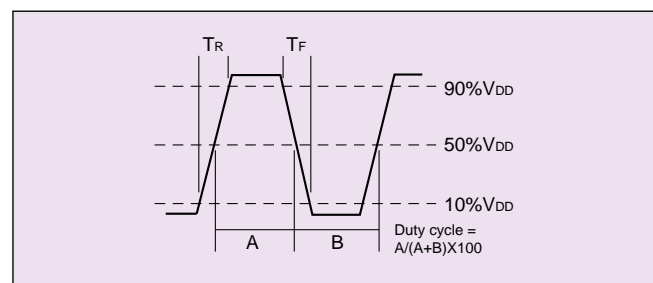 TR TF
90%VDD
50%VDD
10%VDD
A B
Duty cycle =
A/(A+B)X100